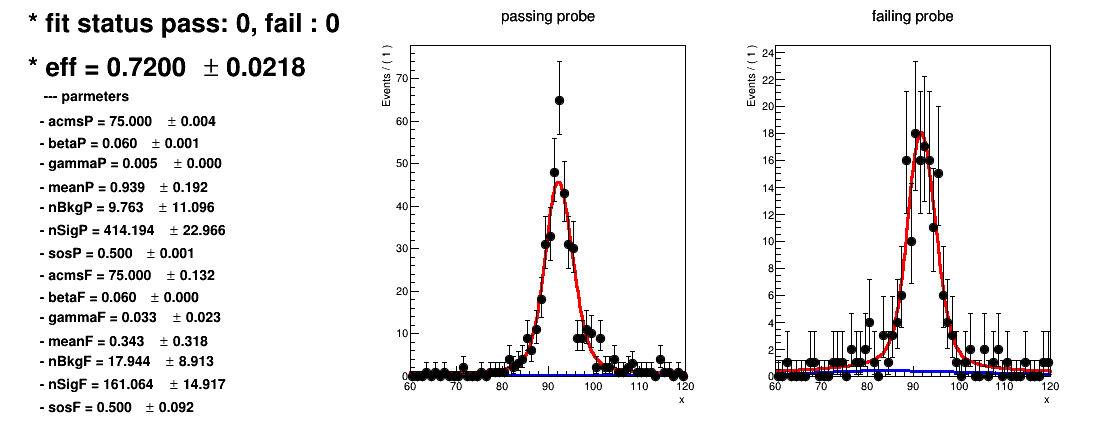 * fit status pass: 0, fail : 0
* eff = 0.7200 ± 0.0218
--- parmeters
- acmsP = 75.000 ± 0.004
- betaP = 0.060 ± 0.001
- gammaP = 0.005 ± 0.000
- meanP = 0.939 ± 0.192
- nBkgP = 9.763 ± 11.096
- nSigP = 414.194 ± 22.966
- sosP = 0.500 ± 0.001
- acmsF = 75.000 ± 0.132
- betaF = 0.060 ± 0.000
- gammaF = 0.033 ± 0.023
- meanF = 0.343 ± 0.318
- nBkgF = 17.944 ± 8.913
- nSigF = 161.064 ± 14.917
- sosF = 0.500 ± 0.092
passing probe
Events / ( 1 )
70
60
50
40
30
20
10
0
60 70 80 90 100 110 120
x
failing probe
Events / ( 1 )
24
22
20
18
16
14
12
10
8
6
4
2
0
60 70 80 90 100 110 120
x